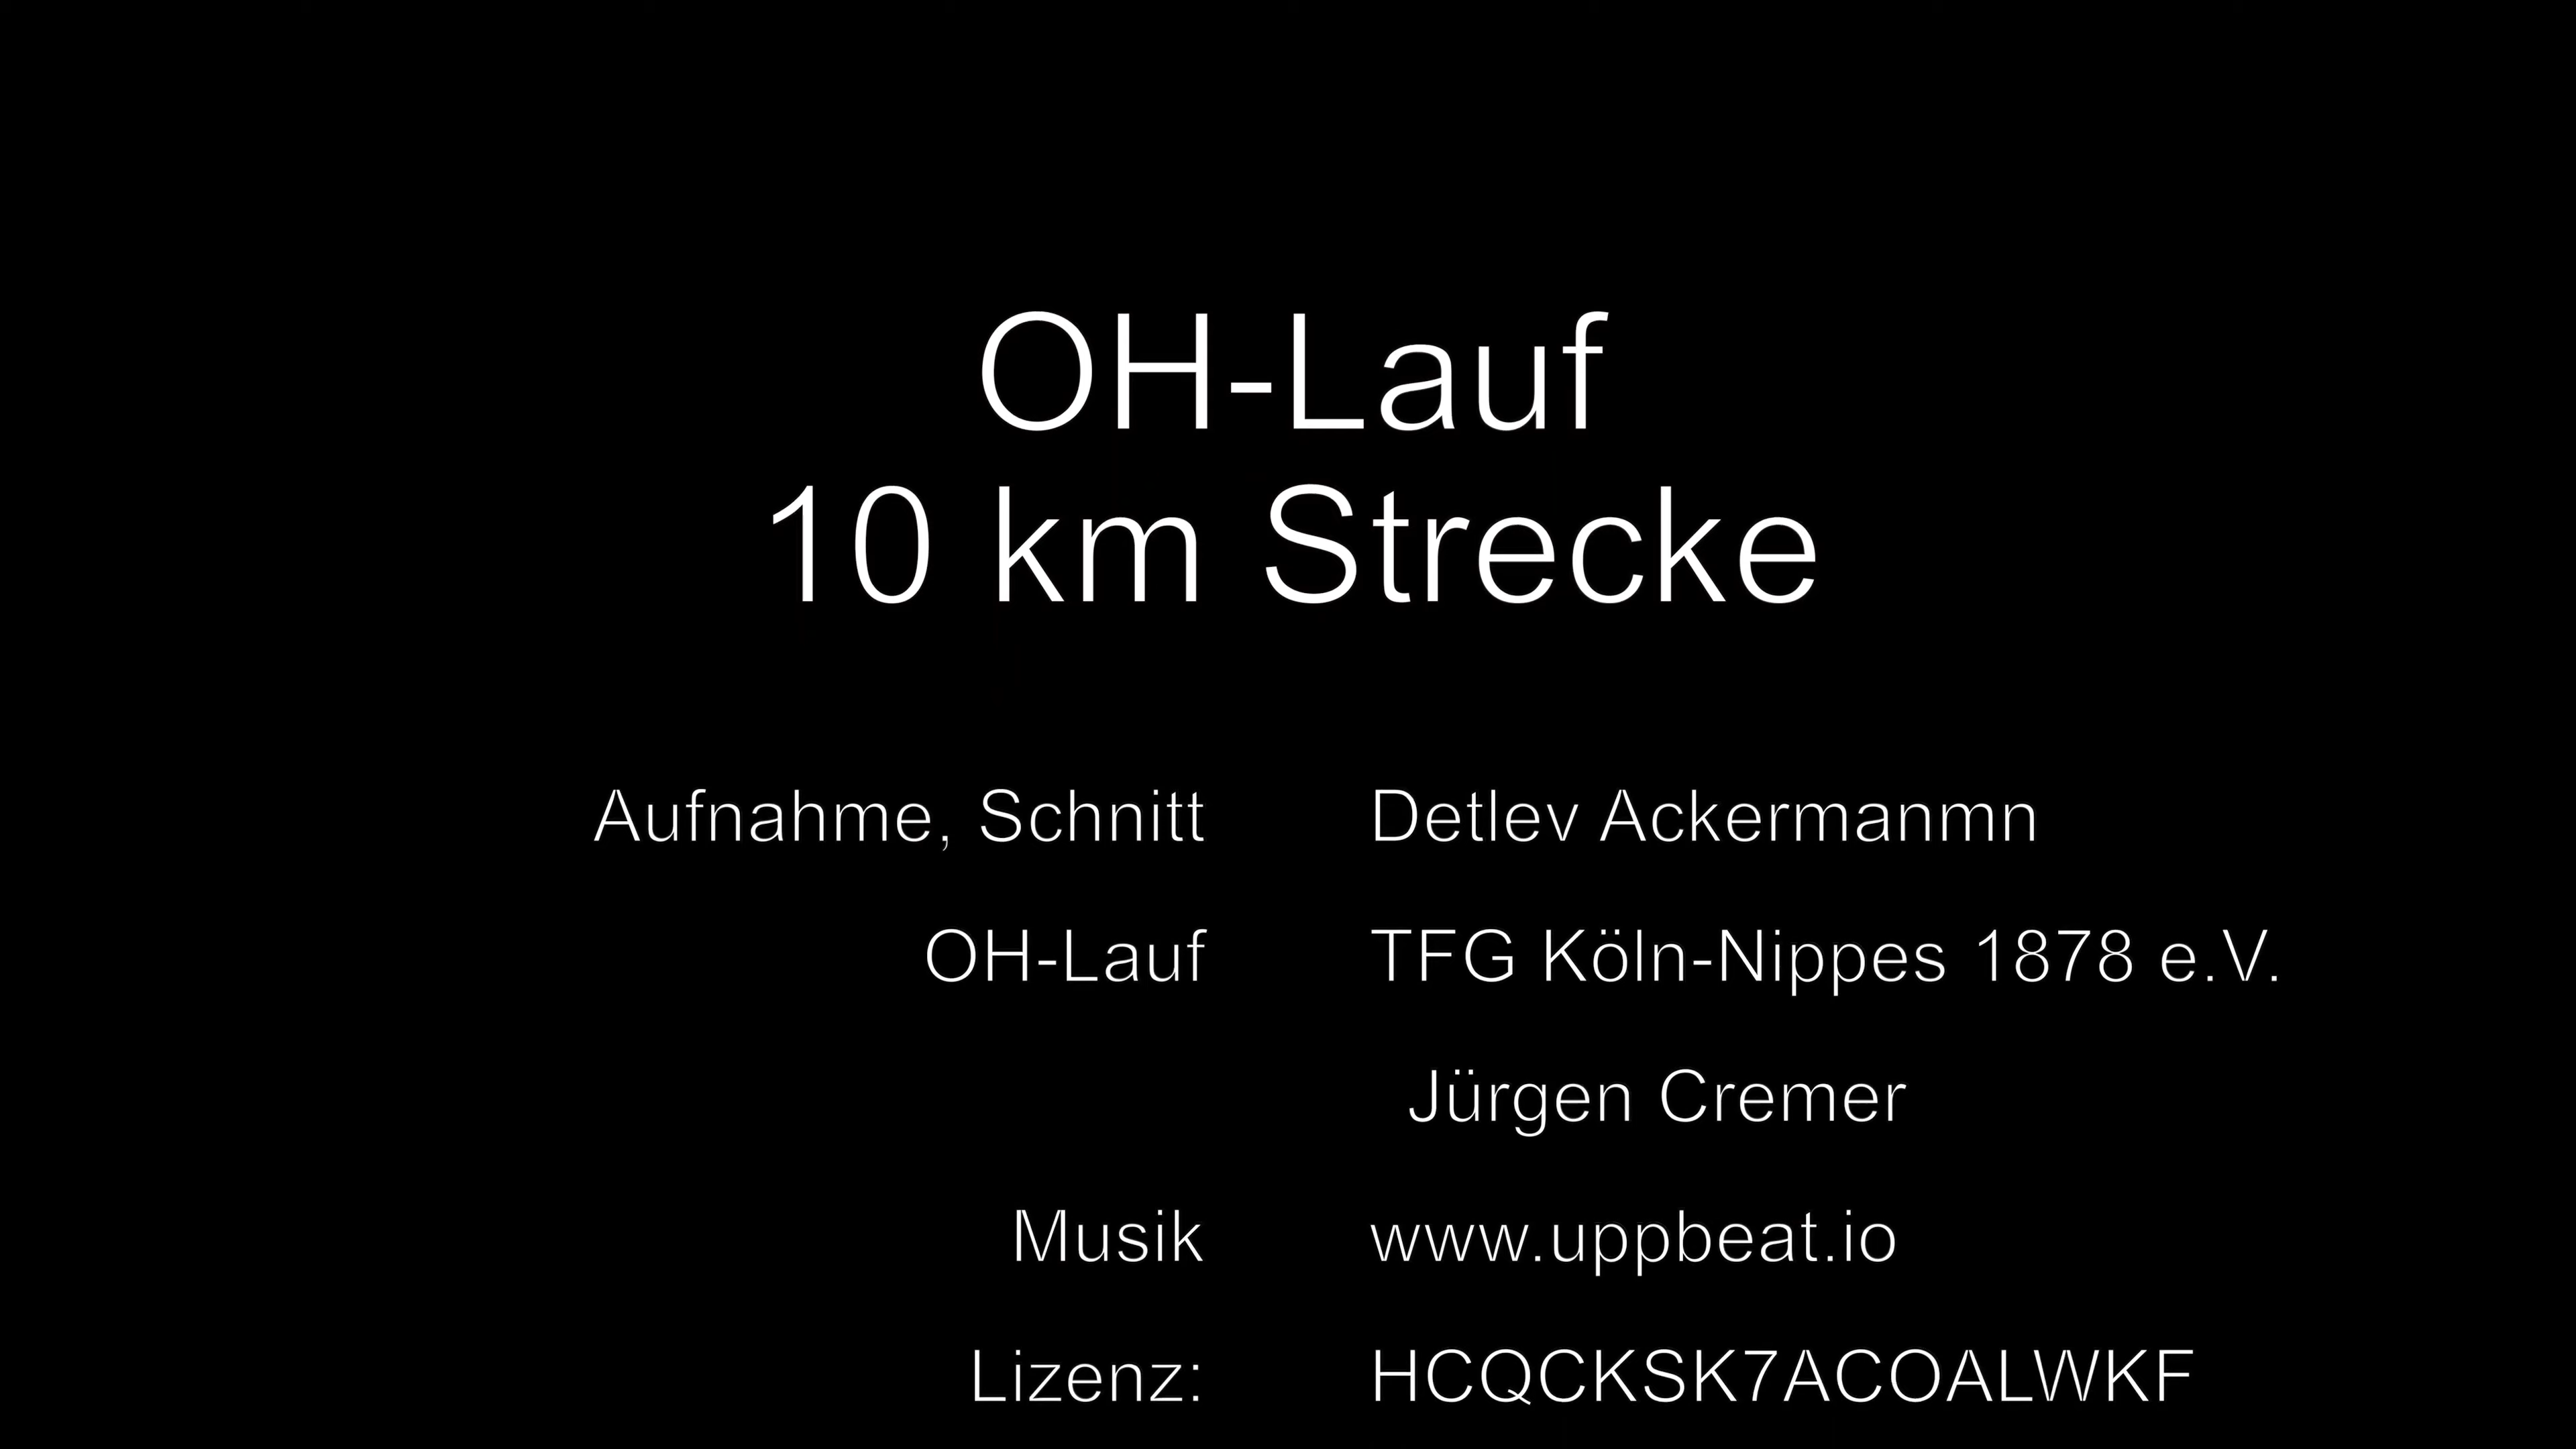 OH-Lauf
10 km Strecke
Aufnahme, Schnitt Detlev Ackermanmn
OH-Lauf TFG Köln-Nippes 1878 e.V.
Jürgen Cremer
Musik www.uppbeat.io
Lizenz: HCQCKSK7ACOALWKF